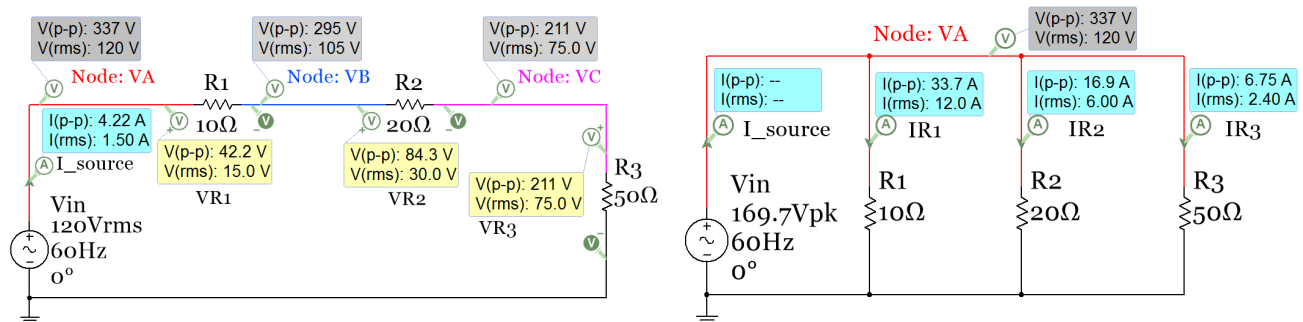 V(p-p): 337 V
V(rms): 120 V
V(p-p): 295 V
V(rms): 105 V
V(p-p): 211 V
V(rms): 75.0 V
Node: VA
R1
Node: VB
R2
Node: VC
V
V
V
I(p-p): 4.22 A
I(rms): 1.50 A
10Ω
20Ω
V
V
V
V
A
I_source
V(p-p): 42.2 V
V(rms): 15.0 V
VR1
V(p-p): 84.3 V
V(rms): 30.0 V
VR2
V
V(p-p): 211 V
V(rms): 75.0 V
VR3
R3
50Ω
V
Vin
120Vrms
60Hz
0°
V(p-p): 337 V
V(rms): 120 V
Node: VA
V
I(p-p): --
I(rms): --
I(p-p): 33.7 A
I(rms): 12.0 A
I(p-p): 16.9 A
I(rms): 6.00 A
I(p-p): 6.75 A
I(rms): 2.40 A
A
I_source
A
IR1
A
IR2
A
IR3
Vin
169.7Vpk
60Hz
0°
R1
10Ω
R2
20Ω
R3
50Ω